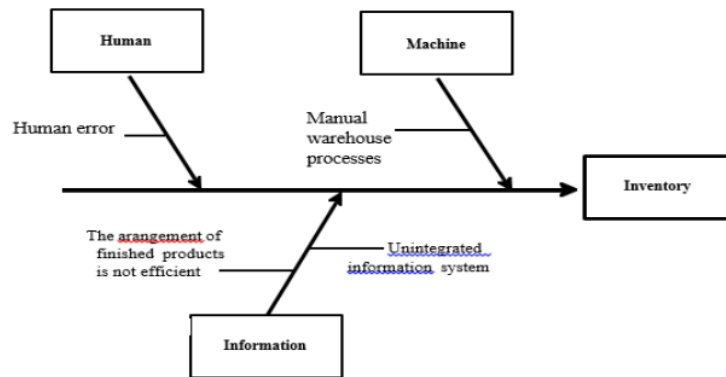 Human
Machine
Human error
Manual
warehouse
processes
Inventory
The arangement of
finished products
is not efficient
Unintegrated
information system
Information